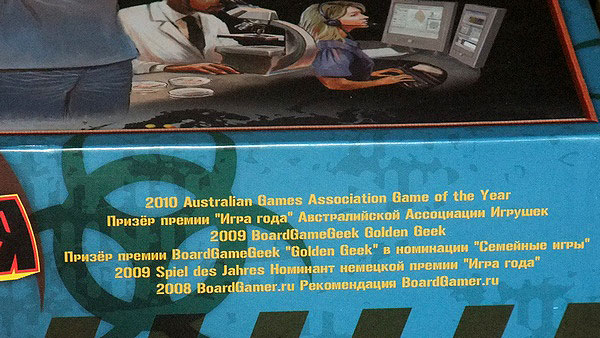 2010 Australian Games Association Game of the Year
Призёр премии "Игра года" Австралийской Ассоциации Игрушек
2009 BoardGameGeek Golden Geek
Призёр премии BoardGameGeek "Golden Geek" в номинации "Семейные игры"
2009 Spiel des Jahres Номинант немецкой премии "Игра года"
2008 BoardGamer.ru Рекомендация BoardGamer.ru